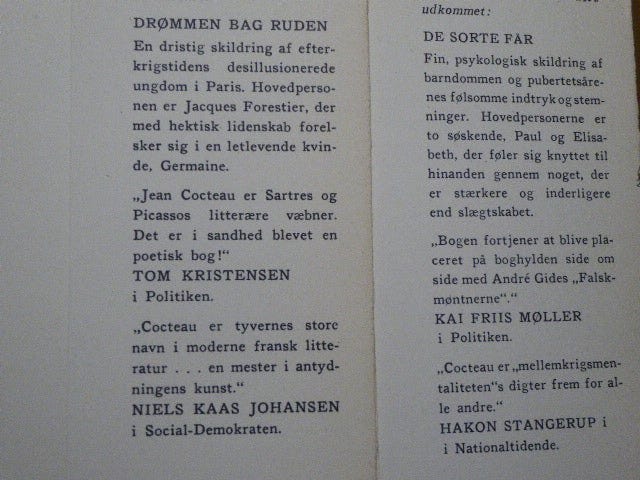 DRØMMEN BAG RUDEN
En dristig skildring af efter-
krigstidens desillusionerede
ungdom i Paris. Hovedperso-
nen er Jacques Forestier, der
med hektisk lidenskab forel-
sker sig i en letlevende kvin-
de, Germaine.
„Jean Cocteau er Sartres og
Picassos litterære våbner.
Det er i sandhed blevet en
poetisk bog!“
TOM KRISTENSEN
i Politiken.
„Cocteau er tyvernes store
navn i moderne fransk litte-
ratur . . . en mester i antyd-
ningens kunst.“
NIELS KAAS JOHANSEN
i Social-Demokraten.
udkommet:
DE SORTE FAR
Fin, psykologisk skildring af
barndommen og pubertetsåre-
nes følsomme indtryk og stem-
ninger. Hovedpersonerne er
to søskende, Paul og Elisa-
beth, der føler sig knyttet til
hinanden gennem noget, der
er stærkere og inderligere
end slægtskabet.
„Bogen fortjener at blive pla-
ceret på boghylden side om
side med André Gides „Falsk-
møntnerne“.“
KAI FRIIS MØLLER
i Politiken.
„Cocteau er „mellemkrigsmen-
taliteten“s digter frem for al-
le andre.“
HAKON STANGERUP i
i Nationaltidende.